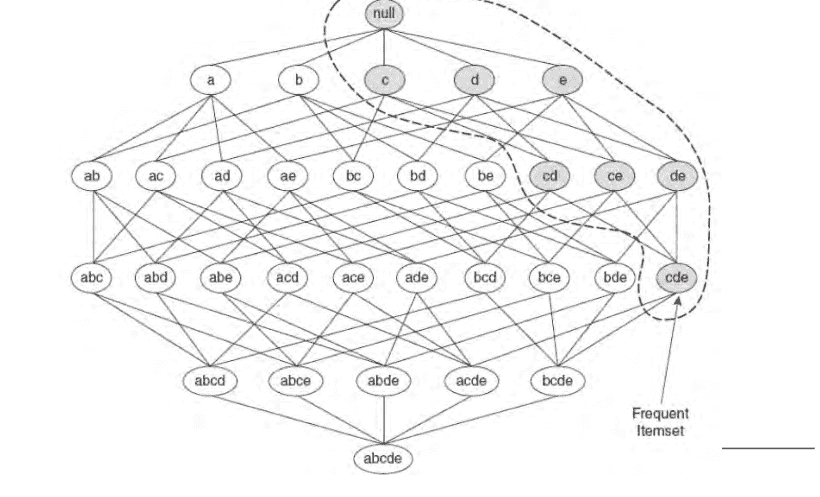 null
a b c d e
ab ac ad ae bc bd be cd ce de
abc abd abe acd ace ade bcd bce bde cde
abcd abce abde acde bcde
Frequent
Itemset
abcde